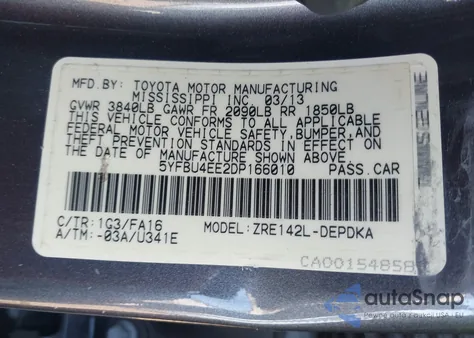 MFD.BY: TOYOTA MOTOR MANUFACTURING
MISSISSIPPI INC. 03/13
GVWR 3840LB GAWR FR 2090LB RR 1850LB
THIS VEHICLE CONFORMS TO ALL APPLICABLE
FEDERAL MOTOR VEHICLE SAFETY, BUMPER, AND
THEFT PREVENTION STANDARDS IN EFFECT ON
THE DATE OF MANUFACTURE SHOWN ABOVE.
5YFBU4EE2DP166010 PASS.CAR
C/TR: 1G3/FA16 MODEL: ZRE142L-DEPDKA
A/TM: -03A/U341E
CA00154858
autoSnap